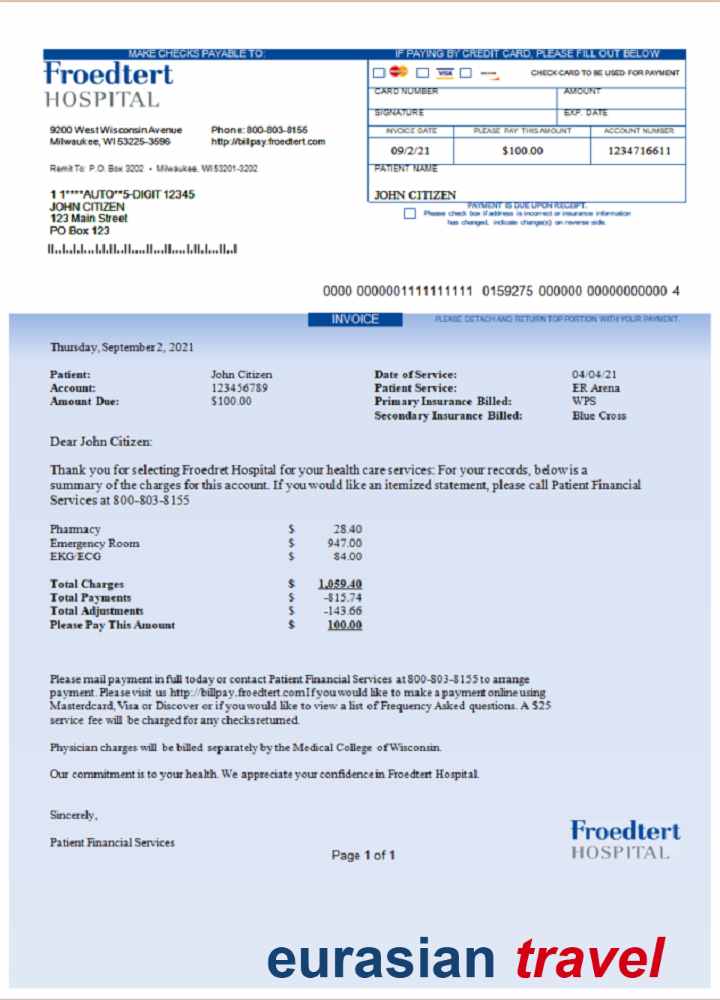 MAKE CHECKS PAYABLE TO:
Froedtert
HOSPITAL
9200 West Wisconsin Avenue
Milwaukee, WI 53225-3596
Phone: 800-803-8155
http://billpay.froedtert.com
Remit To: P.O. Box 3202 • Milwaukee, WI 53201-3202
1 1****AUTO**5-DIGIT 12345
JOHN CITIZEN
123 Main Street
PO Box 123
IF PAYING BY CREDIT CARD, PLEASE FILL OUT BELOW
VISA
CHECK CARD TO BE USED FOR PAYMENT
CARD NUMBER AMOUNT
SIGNATURE EXP. DATE
INVOICE DATE PLEASE PAY THIS AMOUNT ACCOUNT NUMBER
09/2/21 $100.00 1234716611
PATIENT NAME
JOHN CITIZEN
PAYMENT IS DUE UPON RECEIPT.
Please check box if address is incorrect or insurance information
has changed, indicate change(s) on reverse side.
0000 0000001111111111 0159275 000000 00000000000 4
INVOICE
PLEASE DETACH AND RETURN TOP PORTION WITH YOUR PAYMENT.
Thursday, September 2, 2021
Patient: John Citizen Date of Service: 04/04/21
Account: 123456789 Patient Service: ER Arena
Amount Due: $100.00 Primary Insurance Billed: WPS
Secondary Insurance Billed: Blue Cross
Dear John Citizen:
Thank you for selecting Froedret Hospital for your health care services: For your records, below is a
summary of the charges for this account. If you would like an itemized statement, please call Patient Financial
Services at 800-803-8155
Pharmacy $ 28.40
Emergency Room $ 947.00
EKG/ECG $ 84.00
Total Charges $ 1,059.40
Total Payments $ -815.74
Total Adjustments $ -143.66
Please Pay This Amount $ 100.00
Please mail payment in full today or contact Patient Financial Services at 800-803-8155 to arrange
payment. Please visit us http://billpay.froedtert.com If you would like to make a payment online using
Masterdcard, Visa or Discover or if you would like to view a list of Frequency Asked questions. A $25
service fee will be charged for any checks returned.
Physician charges will be billed separately by the Medical College of Wisconsin.
Our commitment is to your health. We appreciate your confidence in Froedtert Hospital.
Sincerely,
Patient Financial Services
Page 1 of 1
Froedtert
HOSPITAL
eurasian travel